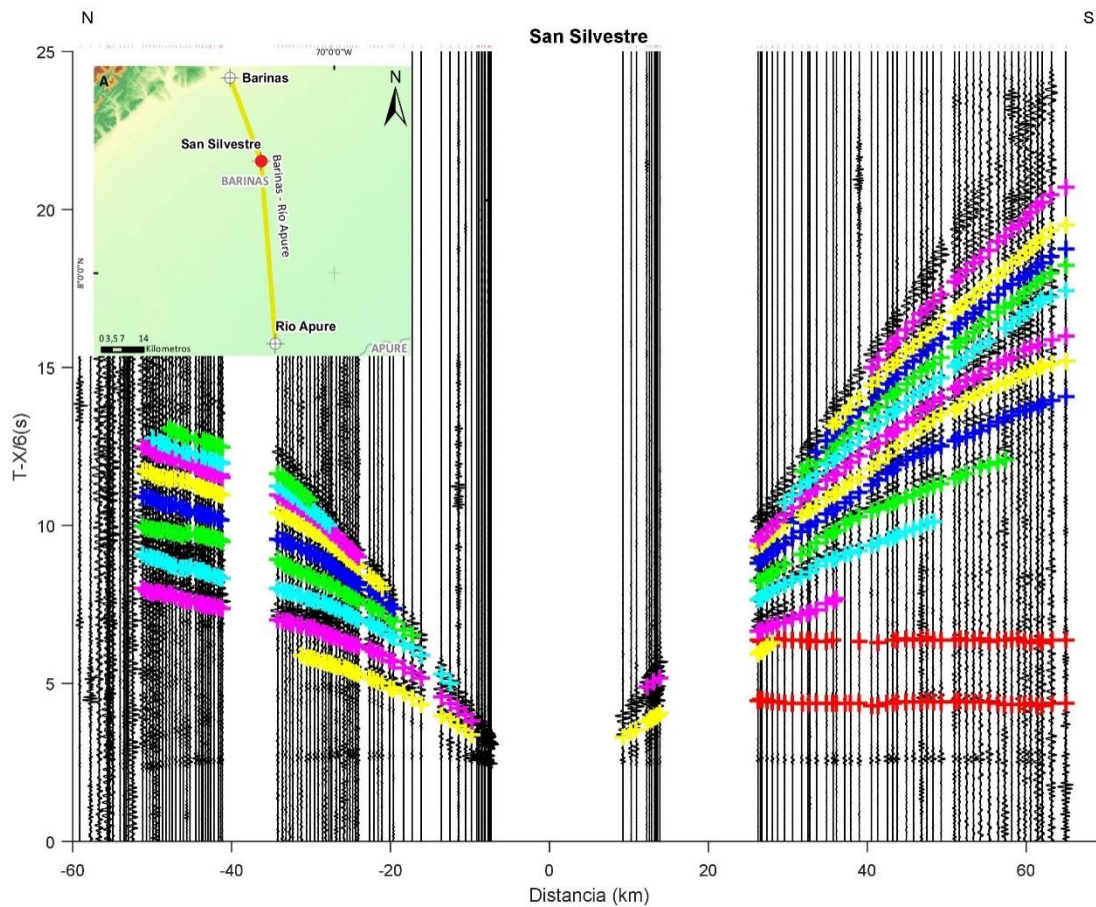 N
S
San Silvestre
25
20
15
10
5
0
T-X/6(s)
70°0'0"W
A
N
Barinas
San Silvestre
BARINAS
Barinas - Río Apure
8°0'0"N
Río Apure
0 3,5 7 14
Kilometros
APURE
-60 -40 -20 0 20 40 60
Distancia (km)